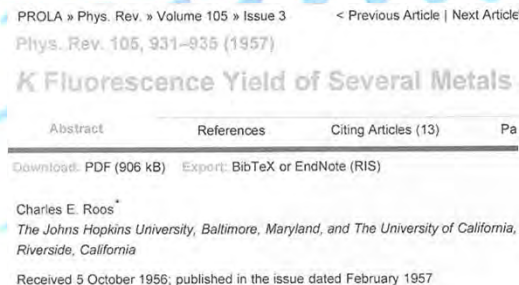 PROLA » Phys. Rev. » Volume 105 » Issue 3 < Previous Article | Next Article
Phys. Rev. 105, 931–935 (1957)
K Fluorescence Yield of Several Metals
Abstract References Citing Articles (13) Pa
Download: PDF (906 kB) Export: BibTeX or EndNote (RIS)
Charles E. Roos*
The Johns Hopkins University, Baltimore, Maryland, and The University of California,
Riverside, California
Received 5 October 1956; published in the issue dated February 1957